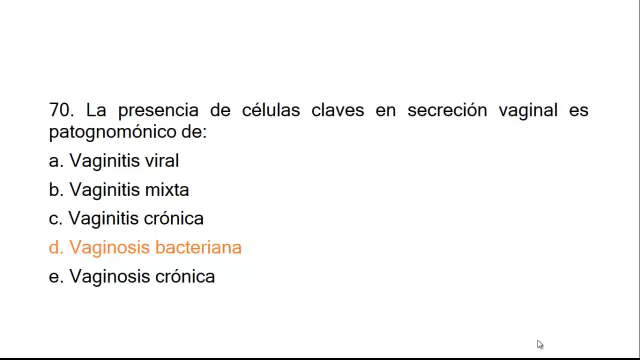 70. La presencia de células claves en secreción vaginal es
patognomónico de:
a. Vaginitis viral
b. Vaginitis mixta
c. Vaginitis crónica
d. Vaginosis bacteriana
e. Vaginosis crónica